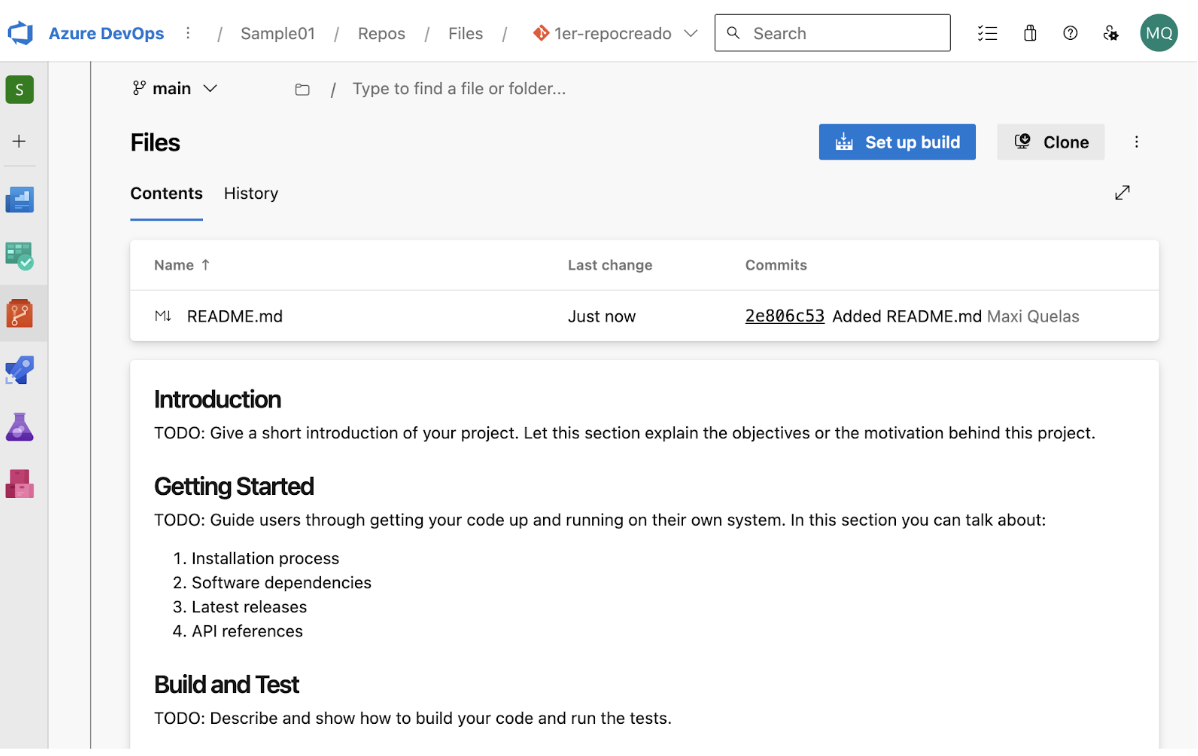 Azure DevOps / Sample01 / Repos / Files / 1er-repocreado Search MQ
S
main / Type to find a file or folder...
Files Set up build Clone
Contents History
Name ↑ Last change Commits
M↓ README.md Just now 2e806c53 Added README.md Maxi Quelas
Introduction
TODO: Give a short introduction of your project. Let this section explain the objectives or the motivation behind this project.
Getting Started
TODO: Guide users through getting your code up and running on their own system. In this section you can talk about:
1. Installation process
2. Software dependencies
3. Latest releases
4. API references
Build and Test
TODO: Describe and show how to build your code and run the tests.